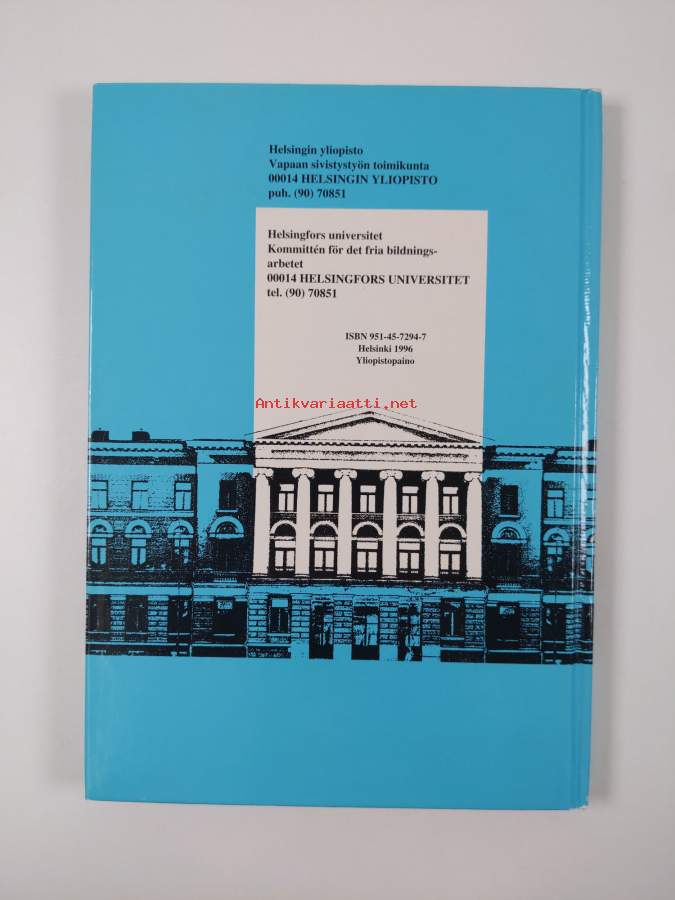 Helsingin yliopisto
Vapaan sivistystyön toimikunta
00014 HELSINGIN YLIOPISTO
puh. (90) 70851
Helsingfors universitet
Kommittén för det fria bildnings-
arbetet
00014 HELSINGFORS UNIVERSITET
tel. (90) 70851
ISBN 951-45-7294-7
Helsinki 1996
Yliopistopaino
Antikvariaatti.net